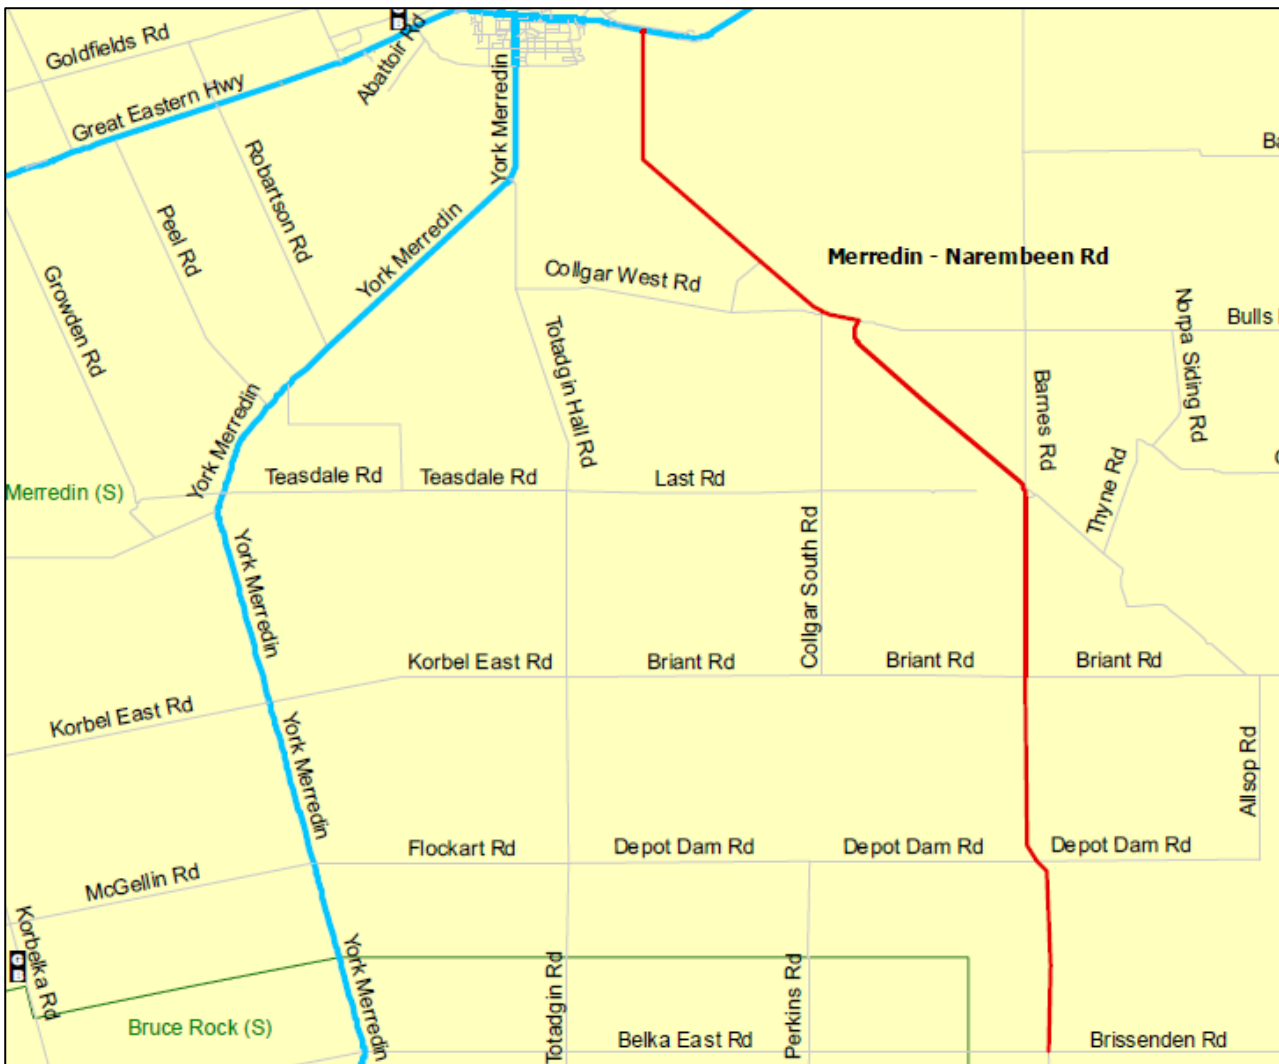 Goldfields Rd
Abattoir Rd
Great Eastern Hwy
York Merredin
Robartson Rd
Peel Rd
York Merredin
Growden Rd
Collgar West Rd
Merredin - Narembeen Rd
Norpa Siding Rd
Bulls
Totadgin Hall Rd
Barnes Rd
York Merredin
Teasdale Rd
Teasdale Rd
Last Rd
Thyne Rd
Merredin (S)
York Merredin
Collgar South Rd
Korbel East Rd
Briant Rd
Briant Rd
Briant Rd
Korbel East Rd
York Merredin
Allsop Rd
Flockart Rd
Depot Dam Rd
Depot Dam Rd
Depot Dam Rd
McGellin Rd
Korbelka Rd
York Merredin
Totadgin Rd
Perkins Rd
Bruce Rock (S)
Belka East Rd
Brissenden Rd